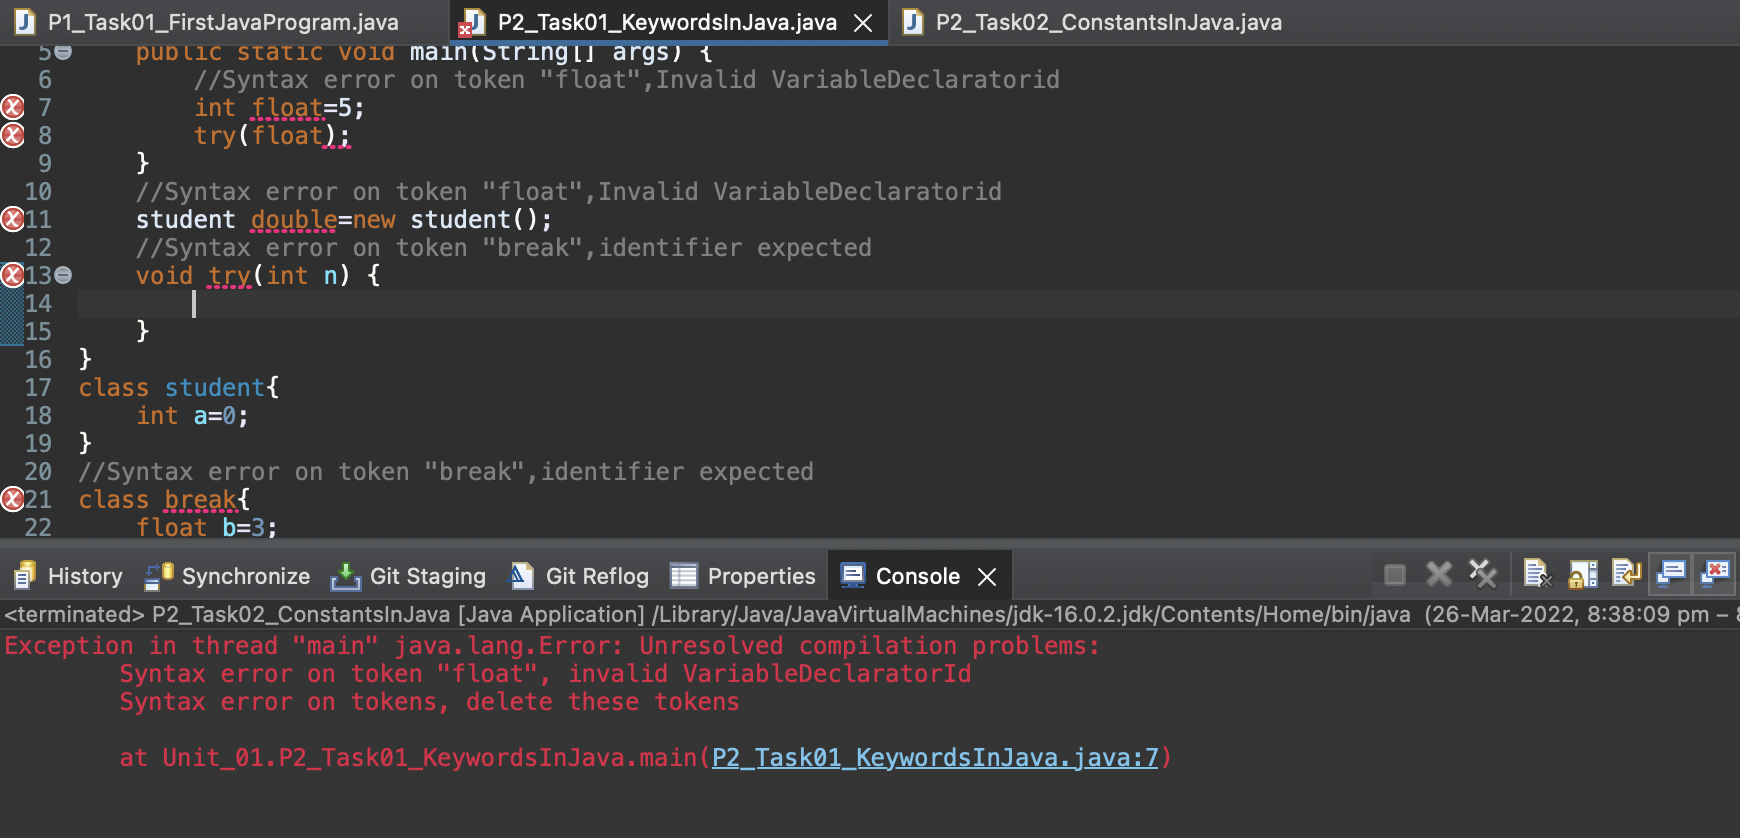 P1_Task01_FirstJavaProgram.java P2_Task01_KeywordsInJava.java P2_Task02_ConstantsInJava.java
5 public static void main(String[] args) {
6 //Syntax error on token "float",Invalid VariableDeclaratorid
7 int float=5;
8 try(float);
9 }
10 //Syntax error on token "float",Invalid VariableDeclaratorid
11 student double=new student();
12 //Syntax error on token "break",identifier expected
13 void try(int n) {
14
15 }
16 }
17 class student{
18 int a=0;
19 }
20 //Syntax error on token "break",identifier expected
21 class break{
22 float b=3;
History Synchronize Git Staging Git Reflog Properties Console
<terminated> P2_Task02_ConstantsInJava [Java Application] /Library/Java/JavaVirtualMachines/jdk-16.0.2.jdk/Contents/Home/bin/java (26-Mar-2022, 8:38:09 pm –
Exception in thread "main" java.lang.Error: Unresolved compilation problems:
Syntax error on token "float", invalid VariableDeclaratorId
Syntax error on tokens, delete these tokens
at Unit_01.P2_Task01_KeywordsInJava.main(P2_Task01_KeywordsInJava.java:7)